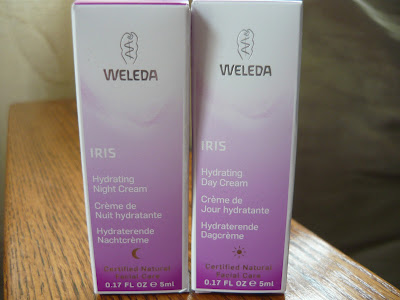 WELEDA
IRIS
Hydrating
Night Cream
Crème de
Nuit hydratante
Hydraterende
Nachtcrème
Certified Natural
Facial Care
0.17 FL OZ ℮ 5ml
WELEDA
IRIS
Hydrating
Day Cream
Crème de
Jour hydratante
Hydraterende
Dagcrème
Certified Natural
Facial Care
0.17 FL OZ ℮ 5ml